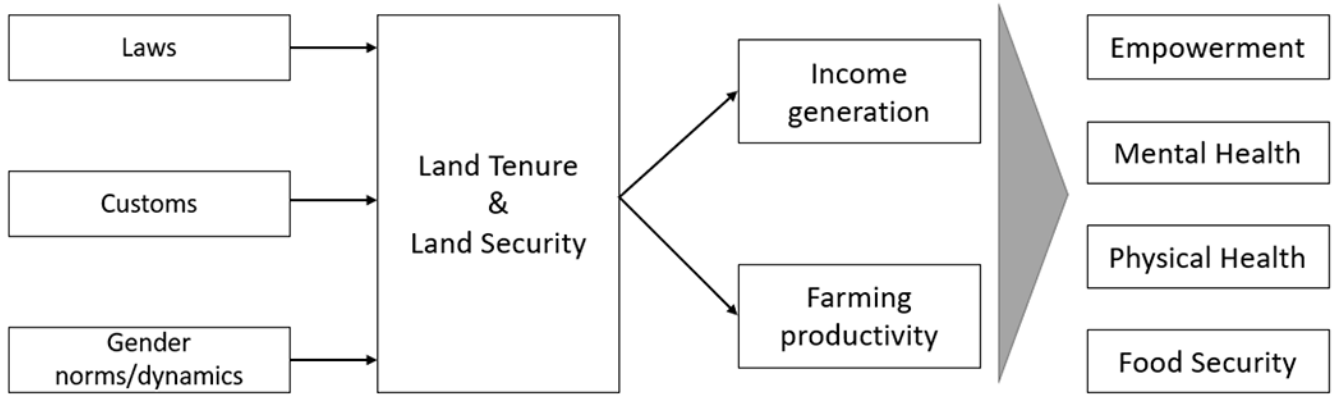 Laws
Customs
Gender
norms/dynamics
Land Tenure
&
Land Security
Income
generation
Farming
productivity
Empowerment
Mental Health
Physical Health
Food Security